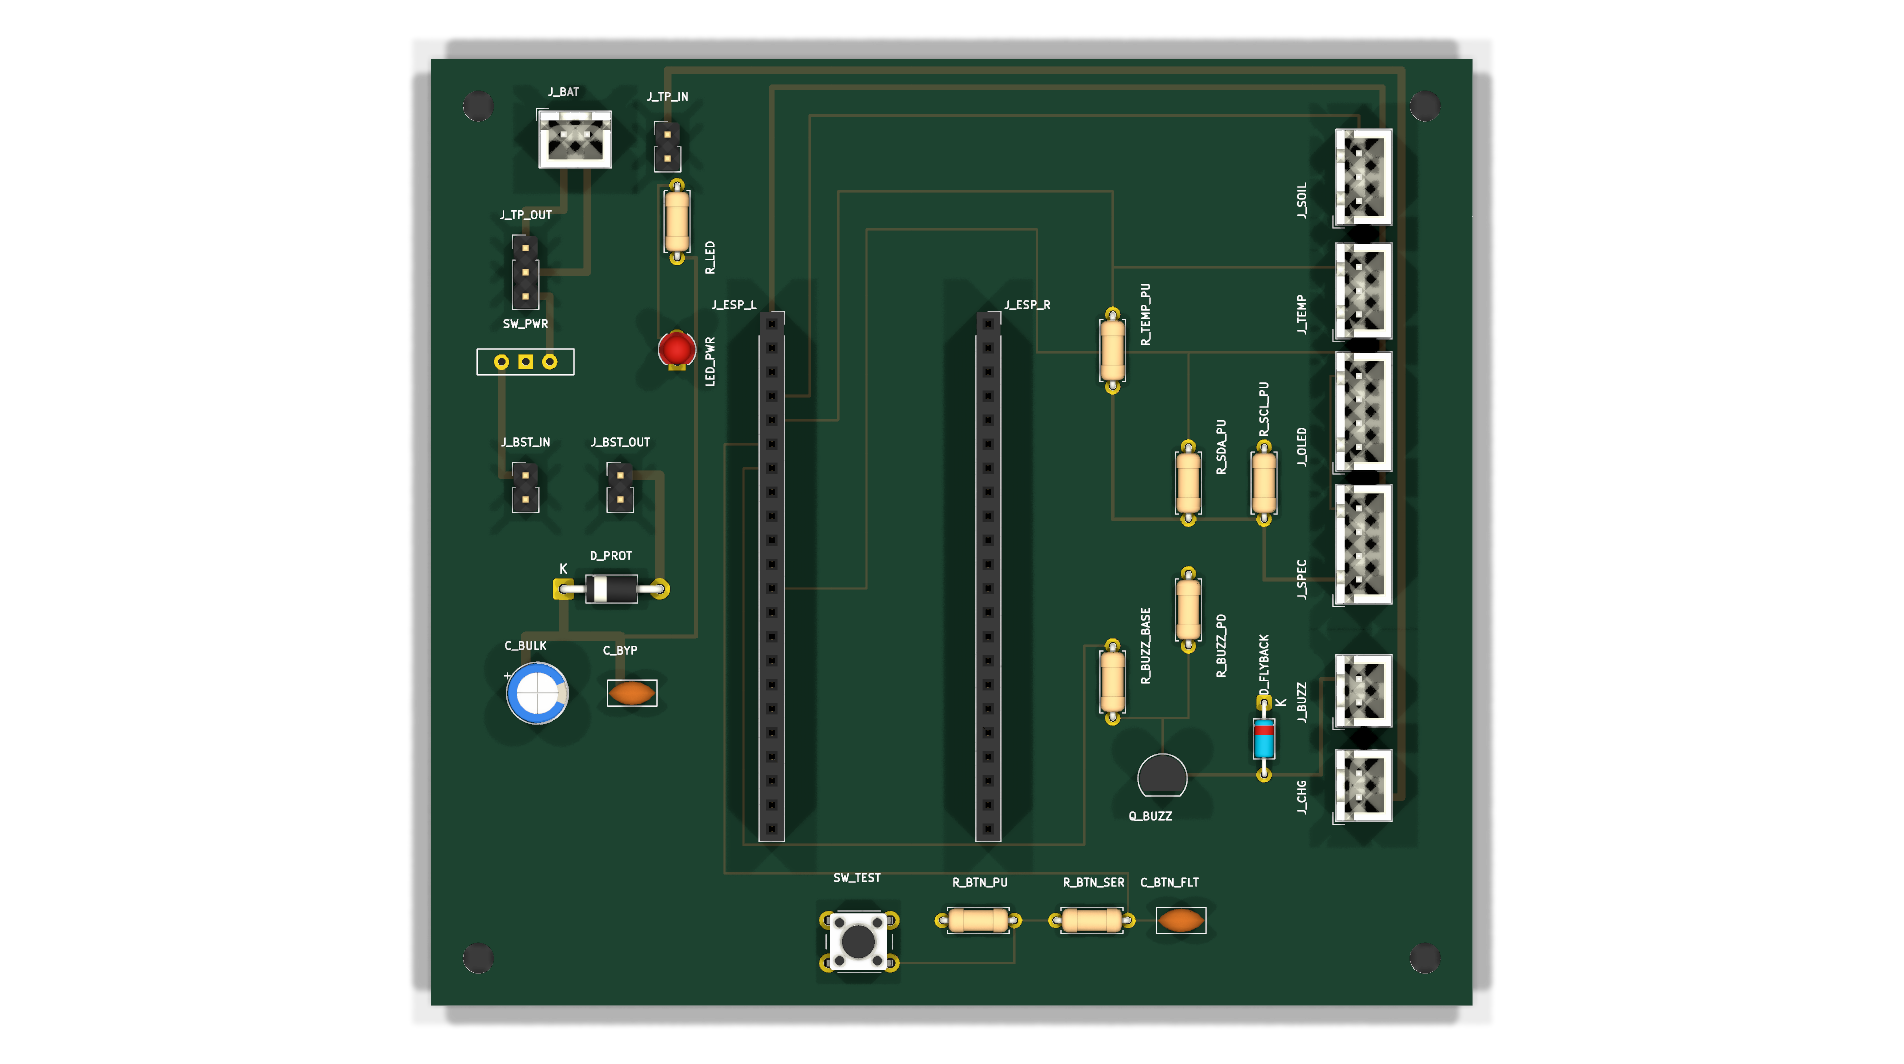 J_BAT
J_TP_IN
J_TP_OUT
R_LED
SW_PWR
LED_PWR
J_ESP_L
J_ESP_R
R_TEMP_PU
J_SOIL
J_TEMP
J_BST_IN
J_BST_OUT
R_SDA_PU
R_SCL_PU
J_OLED
D_PROT
K
J_SPEC
C_BULK
+
C_BYP
R_BUZZ_BASE
R_BUZZ_PD
D_FLYBACK
K
J_BUZZ
Q_BUZZ
J_CHG
SW_TEST
R_BTN_PU
R_BTN_SER
C_BTN_FLT